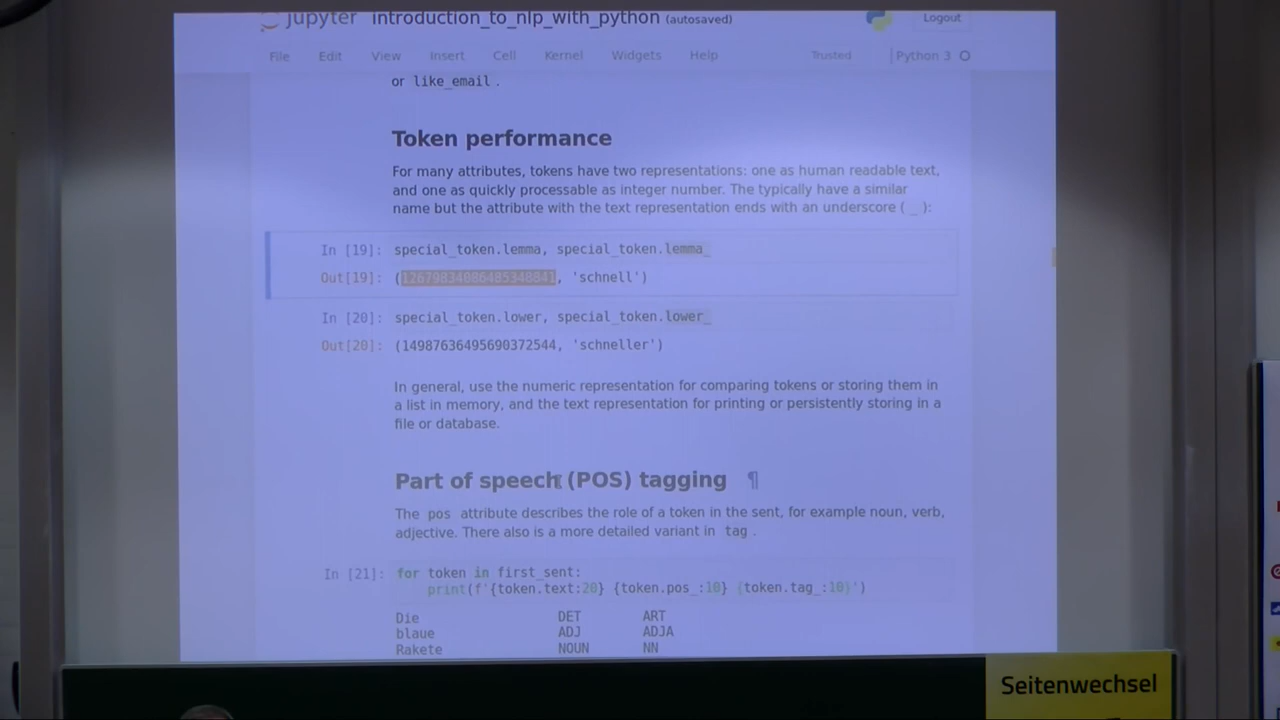 jupyter introduction_to_nlp_with_python (autosaved) Logout
File Edit View Insert Cell Kernel Widgets Help Trusted Python 3
or like_email .
Token performance
For many attributes, tokens have two representations: one as human readable text,
and one as quickly processable as integer number. The typically have a similar
name but the attribute with the text representation ends with an underscore ( _ ):
In [19]: special_token.lemma, special_token.lemma_
Out[19]: ( , 'schnell')
In [20]: special_token.lower, special_token.lower_
Out[20]: (14987636495690372544, 'schneller')
In general, use the numeric representation for comparing tokens or storing them in
a list in memory, and the text representation for printing or persistently storing in a
file or database.
Part of speech (POS) tagging ¶
The pos attribute describes the role of a token in the sent, for example noun, verb,
adjective. There also is a more detailed variant in tag .
In [21]: for token in first_sent:
print(f'{token.text:20} {token.pos_:10} {token.tag_:10}')
Die DET ART
blaue ADJ ADJA
Rakete NOUN NN
Seitenwechsel